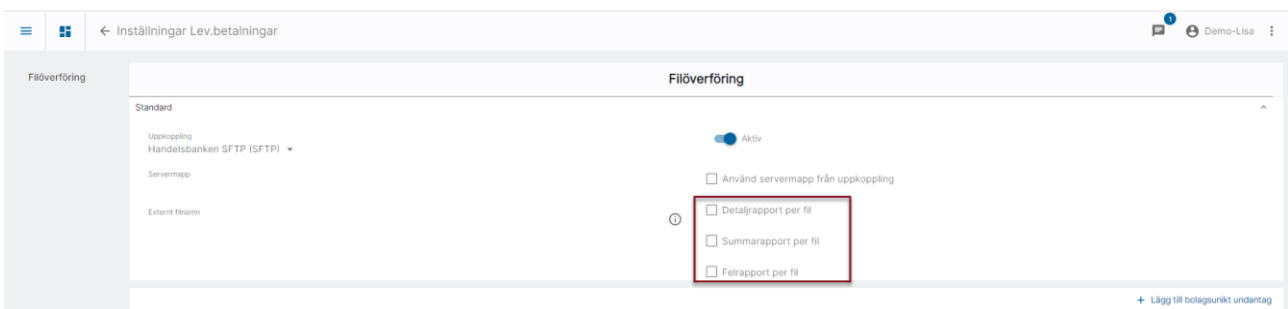 Inställningar Lev.betalningar
1
Demo-Lisa
Filöverföring
Filöverföring
Standard
Uppkoppling
Handelsbanken SFTP (SFTP)
Aktiv
Servermapp
Använd servermapp från uppkoppling
Externt filnamn
Detaljrapport per fil
Summarapport per fil
Felrapport per fil
+ Lägg till bolagsunikt undantag